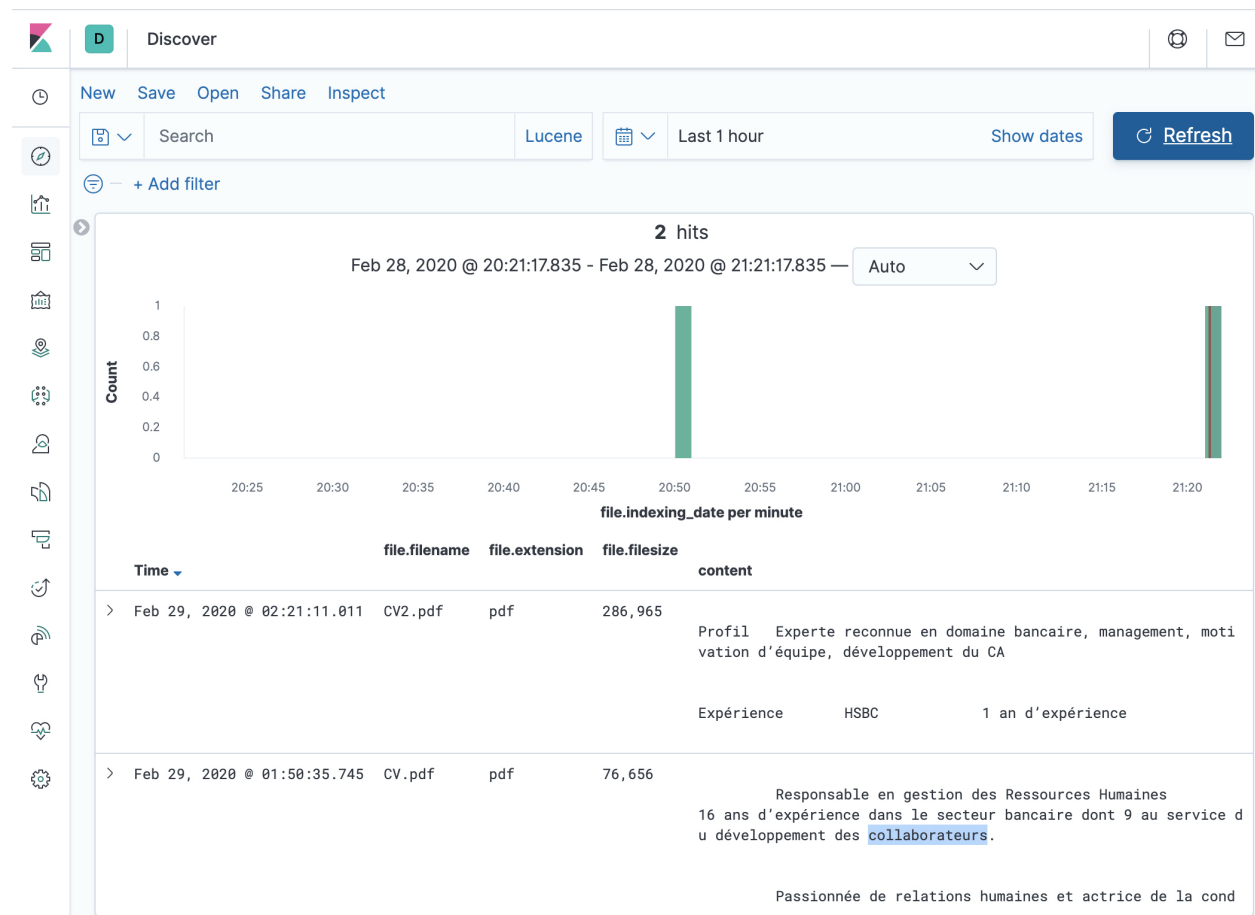 D Discover
New Save Open Share Inspect
Search Lucene Last 1 hour Show dates Refresh
+ Add filter
2 hits
Feb 28, 2020 @ 20:21:17.835 - Feb 28, 2020 @ 21:21:17.835 — Auto
1
0.8
0.6
0.4
0.2
0
Count
20:25 20:30 20:35 20:40 20:45 20:50 20:55 21:00 21:05 21:10 21:15 21:20
file.indexing_date per minute
Time file.filename file.extension file.filesize content
Feb 29, 2020 @ 02:21:11.011 CV2.pdf pdf 286,965
Profil Experte reconnue en domaine bancaire, management, moti
vation d’équipe, développement du CA
Expérience HSBC 1 an d’expérience
Feb 29, 2020 @ 01:50:35.745 CV.pdf pdf 76,656
Responsable en gestion des Ressources Humaines
16 ans d’expérience dans le secteur bancaire dont 9 au service d
u développement des collaborateurs.
Passionnée de relations humaines et actrice de la cond